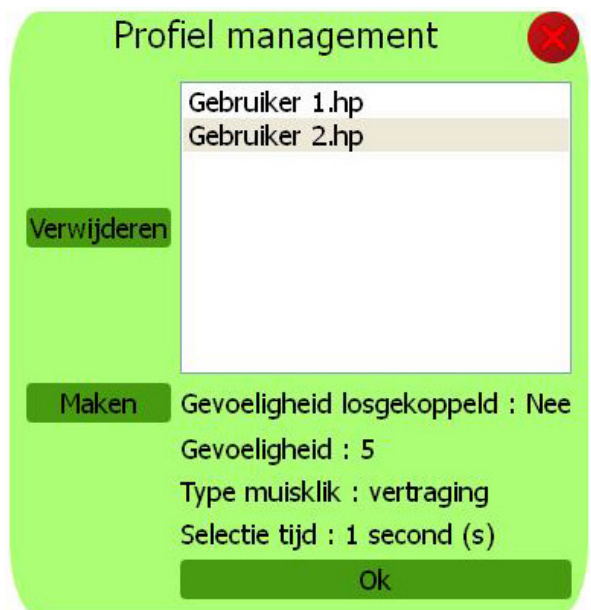 Profiel management
Gebruiker 1.hp
Gebruiker 2.hp
Verwijderen
Maken
Gevoeligheid losgekoppeld : Nee
Gevoeligheid : 5
Type muisklik : vertraging
Selectie tijd : 1 second (s)
Ok